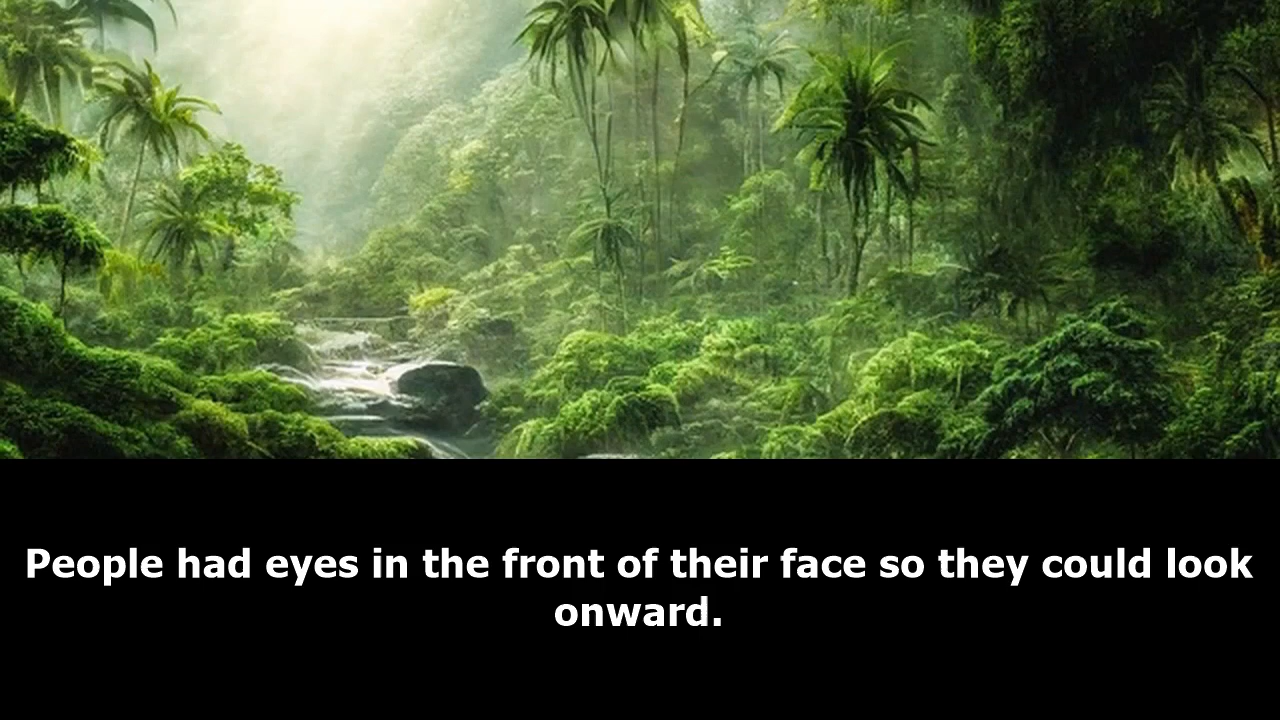 People had eyes in the front of their face so they could look
onward.